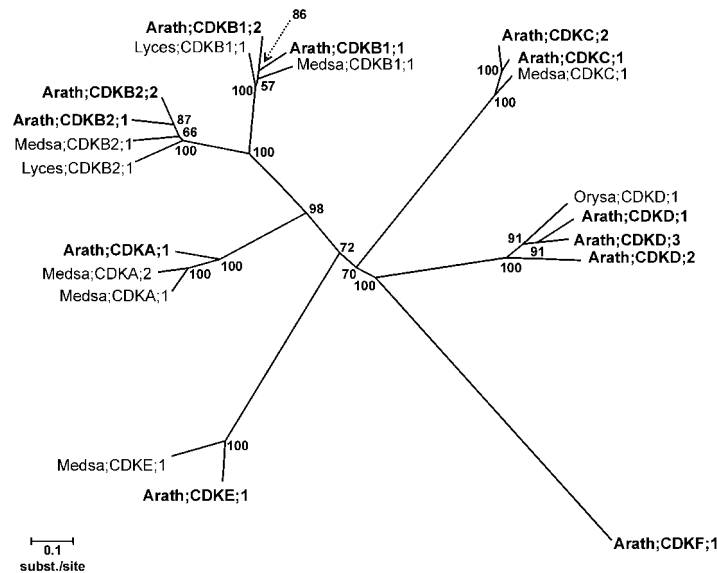 86
Arath;CDKB1;2
Lyces;CDKB1;1
Arath;CDKB1;1
Medsa;CDKB1;1
100
57
Arath;CDKC;2
Arath;CDKC;1
Medsa;CDKC;1
100
100
Arath;CDKB2;2
Arath;CDKB2;1
Medsa;CDKB2;1
Lyces;CDKB2;1
87
66
100
100
98
Orysa;CDKD;1
Arath;CDKD;1
Arath;CDKD;3
Arath;CDKD;2
91
91
100
Arath;CDKA;1
Medsa;CDKA;2
Medsa;CDKA;1
100
100
72
70
100
Medsa;CDKE;1
Arath;CDKE;1
100
Arath;CDKF;1
0.1
subst./site